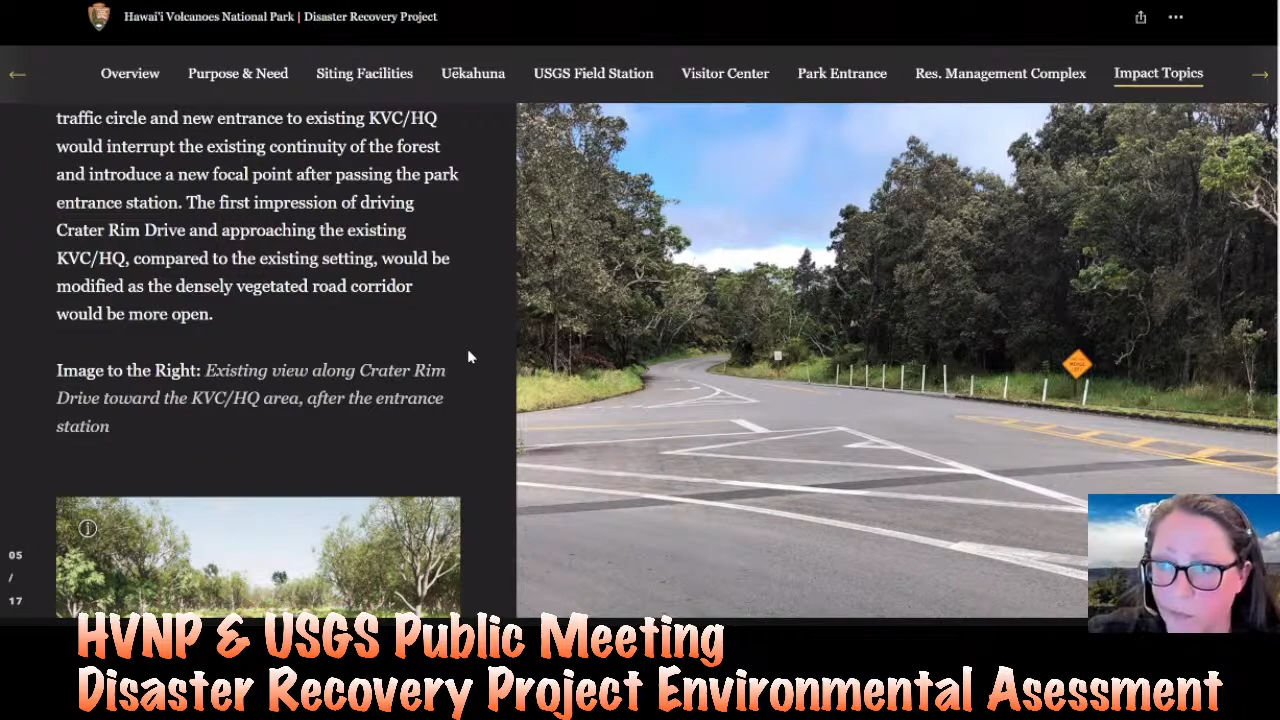 Hawai'i Volcanoes National Park | Disaster Recovery Project
Overview Purpose & Need Siting Facilities Uēkahuna USGS Field Station Visitor Center Park Entrance Res. Management Complex Impact Topics
traffic circle and new entrance to existing KVC/HQ
would interrupt the existing continuity of the forest
and introduce a new focal point after passing the park
entrance station. The first impression of driving
Crater Rim Drive and approaching the existing
KVC/HQ, compared to the existing setting, would be
modified as the densely vegetated road corridor
would be more open.
Image to the Right: Existing view along Crater Rim
Drive toward the KVC/HQ area, after the entrance
station
05
/
17
HVNP & USGS Public Meeting
Disaster Recovery Project Environmental Asessment